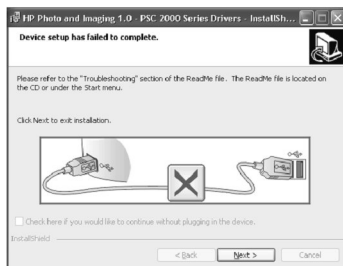 HP Photo and Imaging 1.0 - PSC 2000 Series Drivers - InstallSh...
Device setup has failed to complete.
Please refer to the "Troubleshooting" section of the ReadMe file. The ReadMe file is located on
the CD or under the Start menu.
Click Next to exit installation.
Check here if you would like to continue without plugging in the device.
InstallShield
< Back Next > Cancel